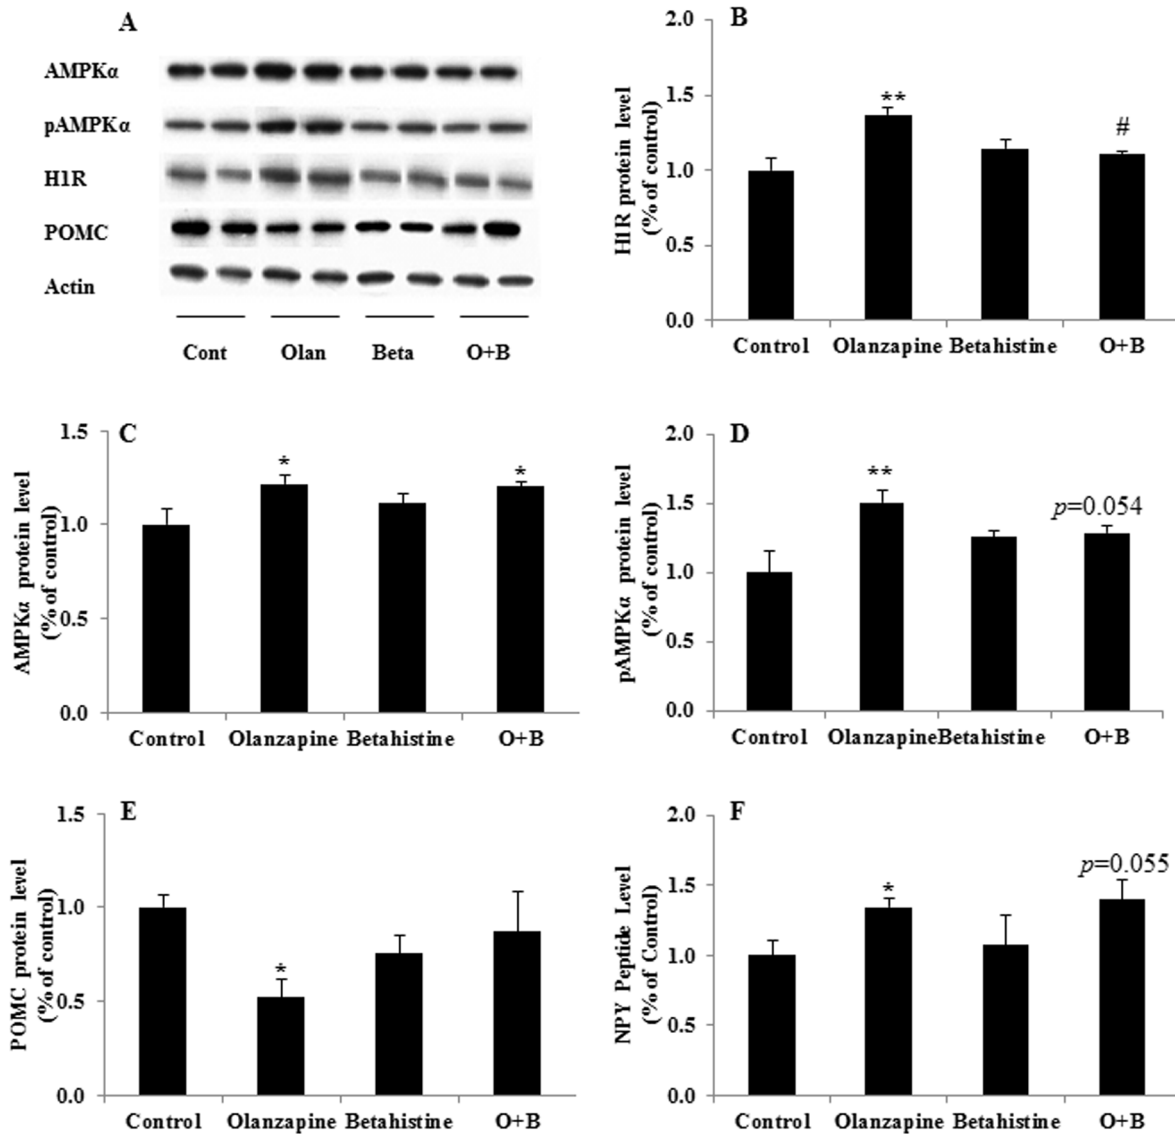 A
AMPKα
pAMPKα
H1R
POMC
Actin
Cont Olan Beta O+B
B
H1R protein level
(% of control)
2.0
1.5
1.0
0.5
0.0
**
#
Control Olanzapine Betahistine O+B
C
AMPKα protein level
(% of control)
1.5
1.0
0.5
0.0
*
*
Control Olanzapine Betahistine O+B
D
pAMPKα protein level
(% of control)
2.0
1.5
1.0
0.5
0.0
**
p=0.054
Control OlanzapineBetahistine O+B
E
POMC protein level
(% of control)
1.5
1.0
0.5
0.0
*
Control Olanzapine Betahistine O+B
F
NPY Peptide Level
(% of Control)
2.0
1.5
1.0
0.5
0.0
*
p=0.055
Control Olanzapine Betahistine O+B